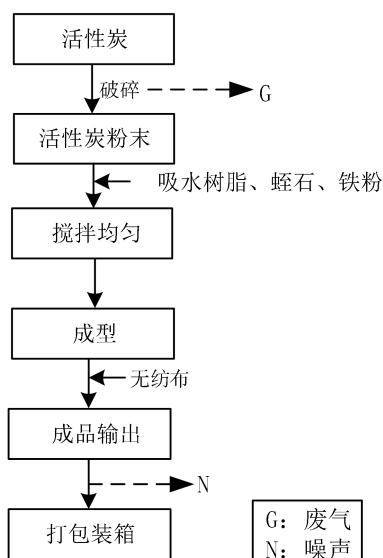 活性炭
破碎
G
活性炭粉末
吸水树脂、蛭石、铁粉
搅拌均匀
成型
无纺布
成品输出
N
打包装箱
G: 废气
N: 噪声